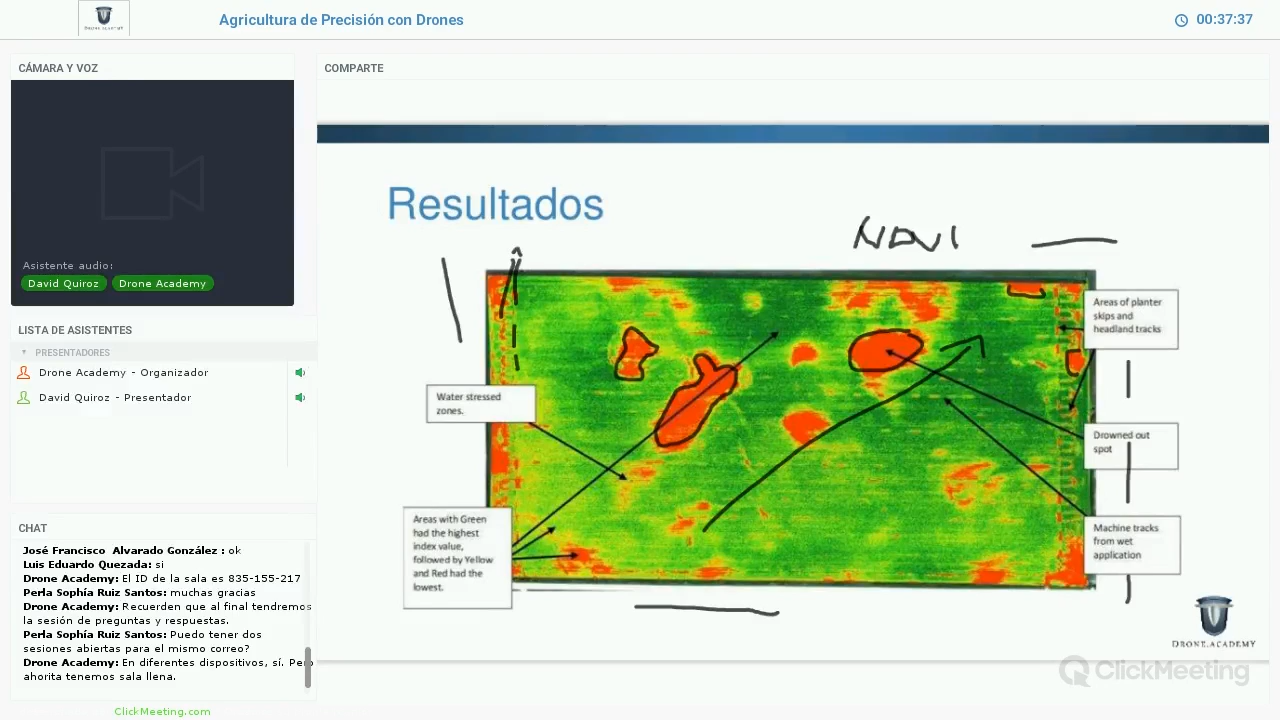 DRONE.ACADEMY
Agricultura de Precisión con Drones
00:37:37
CÁMARA Y VOZ
Asistente audio:
David Quiroz
Drone Academy
LISTA DE ASISTENTES
PRESENTADORES
Drone Academy - Organizador
David Quiroz - Presentador
CHAT
José Francisco Alvarado González : ok
Luis Eduardo Quezada: si
Drone Academy: El ID de la sala es 835-155-217
Perla Sophía Ruiz Santos: muchas gracias
Drone Academy: Recuerden que al final tendremos
la sesión de preguntas y respuestas.
Perla Sophía Ruiz Santos: Puedo tener dos
sesiones abiertas para el mismo correo?
Drone Academy: En diferentes dispositivos, sí. Pero
ahorita tenemos sala llena.
ClickMeeting.com
COMPARTE
Resultados
NDVI
Areas of planter
skips and
headland tracks
Water stressed
zones.
Drowned out
spot
Areas with Green
had the highest
index value,
followed by Yellow
and Red had the
lowest.
Machine tracks
from wet
application
DRONE.ACADEMY
ClickMeeting